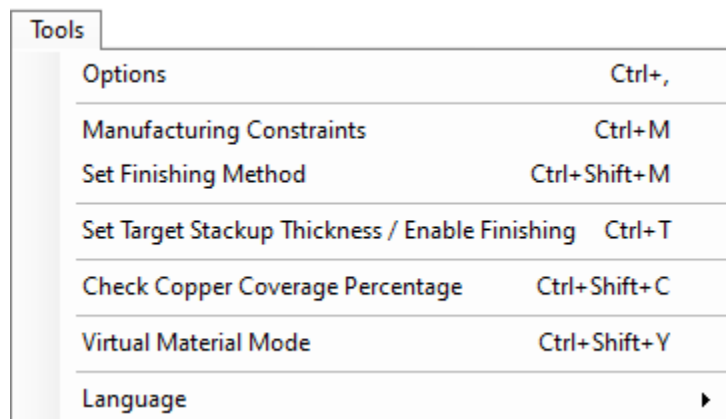 Tools
Options Ctrl+,
Manufacturing Constraints Ctrl+M
Set Finishing Method Ctrl+Shift+M
Set Target Stackup Thickness / Enable Finishing Ctrl+T
Check Copper Coverage Percentage Ctrl+Shift+C
Virtual Material Mode Ctrl+Shift+Y
Language